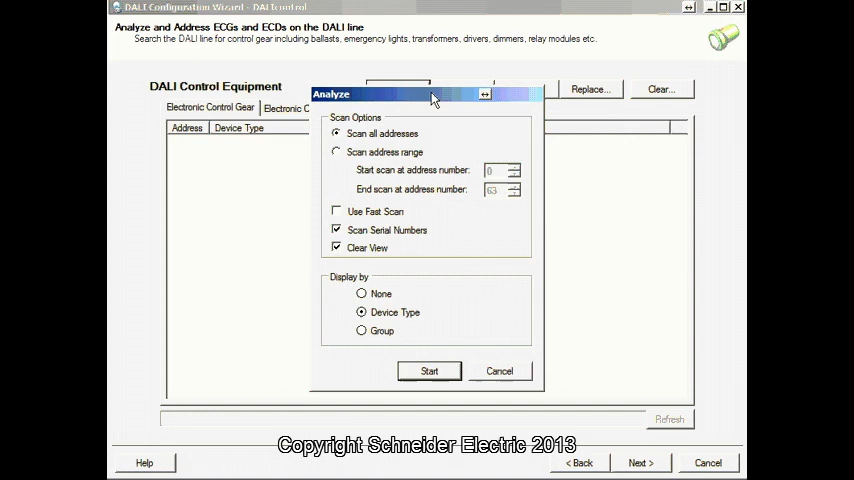 DALI Configuration Wizard - DALIcontrol
Analyze and Address ECGs and ECDs on the DALI line
Search the DALI line for control gear including ballasts, emergency lights, transformers, drivers, dimmers, relay modules etc.
DALI Control Equipment
Replace...
Clear...
Electronic Control Gear
Electronic C
Address
Device Type
Analyze
Scan Options
Scan all addresses
Scan address range
Start scan at address number:
0
End scan at address number:
63
Use Fast Scan
Scan Serial Numbers
Clear View
Display by
None
Device Type
Group
Start
Cancel
Refresh
Copyright Schneider Electric 2013
Help
< Back
Next >
Cancel